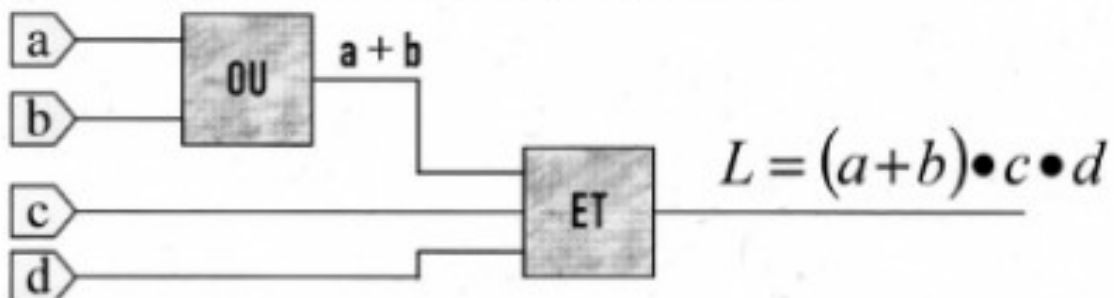 a
b
OU
a + b
c
d
ET
L = (a+b)•c•d